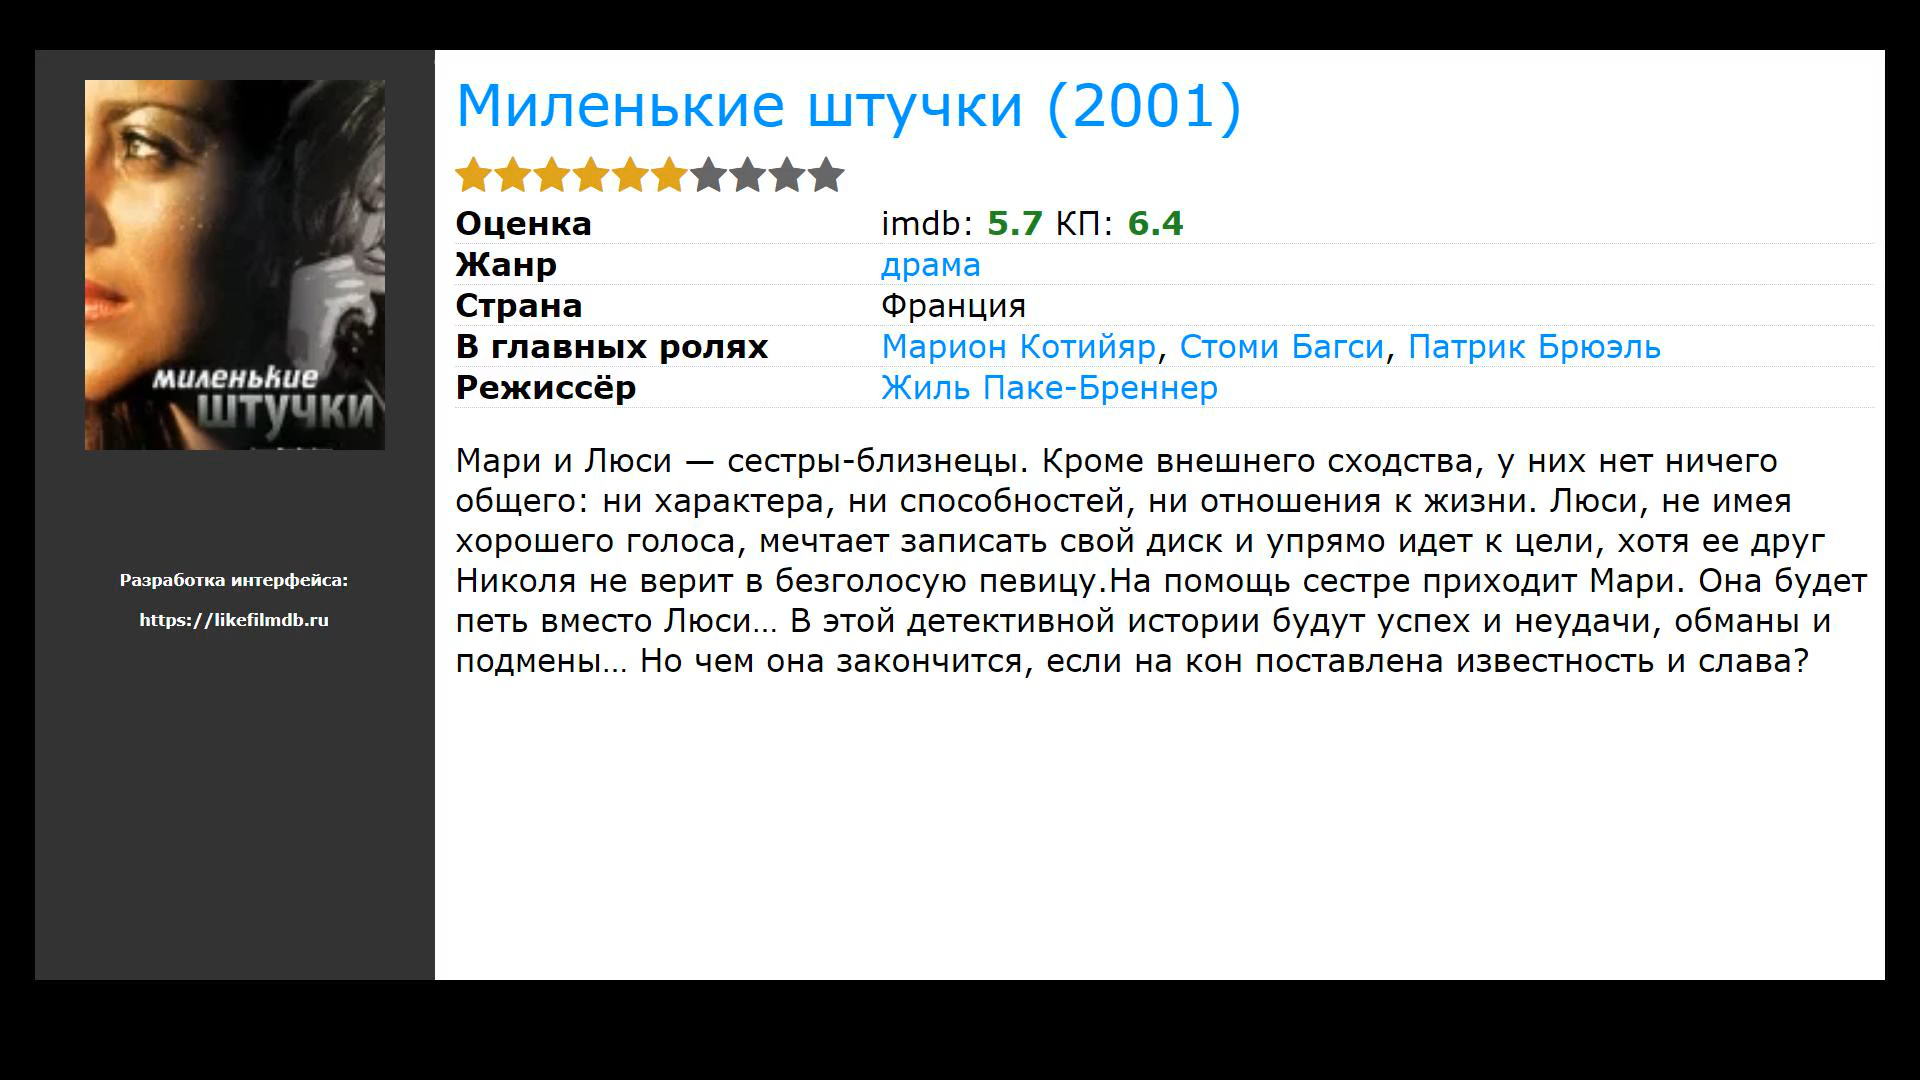 миленькие
штучки
Разработка интерфейса:
https://likefilmdb.ru
Миленькие штучки (2001)
Оценка imdb: 5.7 КП: 6.4
Жанр драма
Страна Франция
В главных ролях Марион Котийяр, Стоми Багси, Патрик Брюэль
Режиссёр Жиль Паке-Бреннер
Мари и Люси — сестры-близнецы. Кроме внешнего сходства, у них нет ничего
общего: ни характера, ни способностей, ни отношения к жизни. Люси, не имея
хорошего голоса, мечтает записать свой диск и упрямо идет к цели, хотя ее друг
Николя не верит в безголосую певицу.На помощь сестре приходит Мари. Она будет
петь вместо Люси... В этой детективной истории будут успех и неудачи, обманы и
подмены... Но чем она закончится, если на кон поставлена известность и слава?